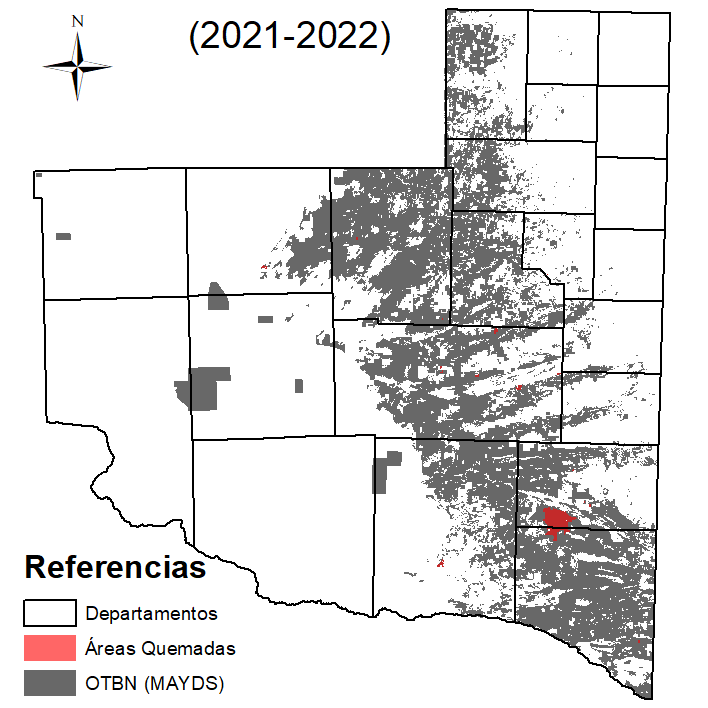 N
(2021-2022)
Referencias
Departamentos
Áreas Quemadas
OTBN (MAYDS)